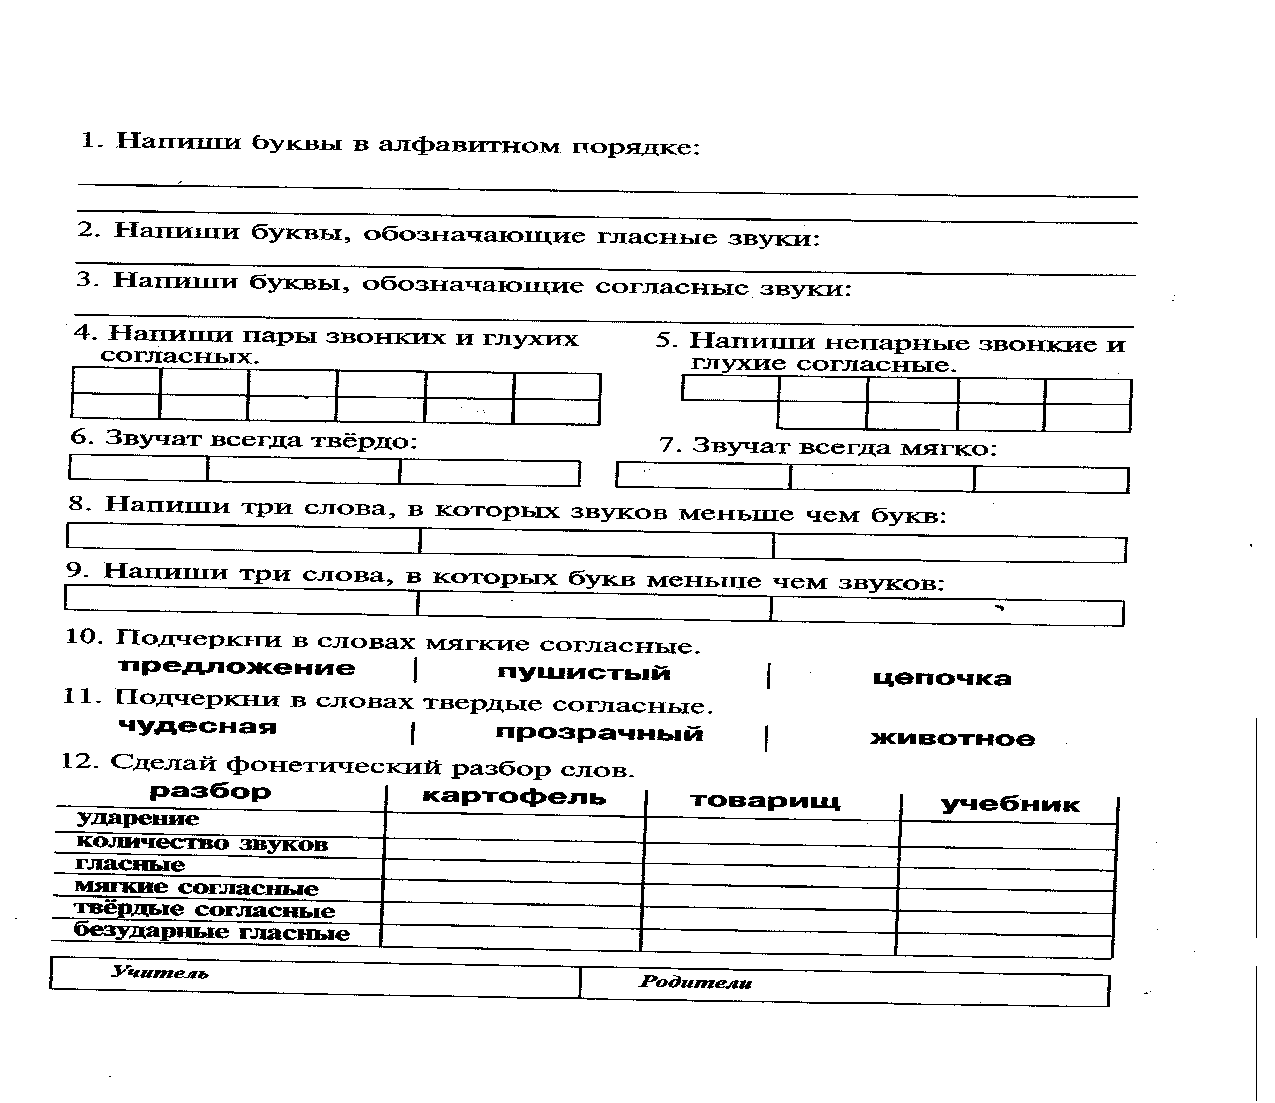 1. Напиши буквы в алфавитном порядке:
2. Напиши буквы, обозначающие гласные звуки:
3. Напиши буквы, обозначающие согласные звуки:
4. Напиши пары звонких и глухих
согласных.
5. Напиши непарные звонкие и
глухие согласные.
6. Звучат всегда твёрдо:
7. Звучат всегда мягко:
8. Напиши три слова, в которых звуков меньше чем букв:
9. Напиши три слова, в которых букв меньше чем звуков:
10. Подчеркни в словах мягкие согласные.
предложение | пушистый | цепочка
11. Подчеркни в словах твердые согласные.
чудесная | прозрачный | животное
12. Сделай фонетический разбор слов.
разбор картофель товарищ учебник
ударение
количество звуков
гласные
мягкие согласные
твёрдые согласные
безударные гласные
Учитель Родители